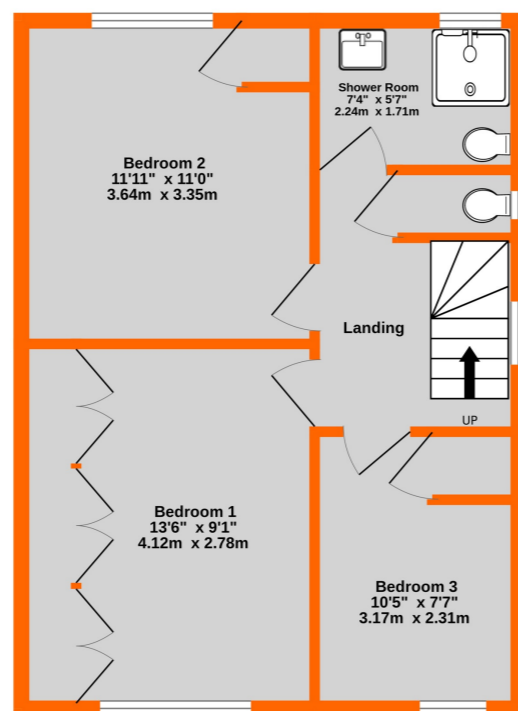 Shower Room
7'4" x 5'7"
2.24m x 1.71m
Bedroom 2
11'11" x 11'0"
3.64m x 3.35m
Landing
UP
Bedroom 1
13'6" x 9'1"
4.12m x 2.78m
Bedroom 3
10'5" x 7'7"
3.17m x 2.31m